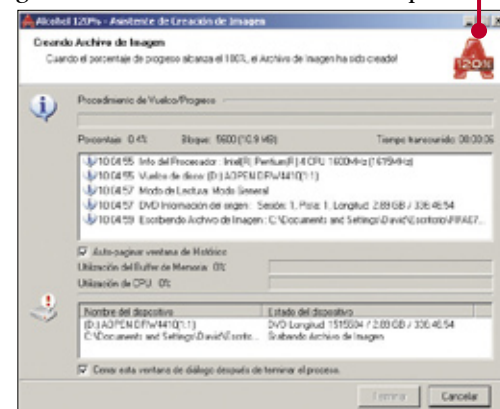 Alcohol 120% - Asistente de Creación de Imagen
Creando Archivo de Imagen
Cuando el porcentaje de progreso alcanza el 100%, el Archivo de Imagen ha sido creado!
120%
Procedimiento de Vuelco/Progreso
Porcentaje: 0.4% Bloque: 5600 (10.9 MB) Tiempo transcurrido: 00:00:06
10:04:55 Info del Procesador: Intel(R) Pentium(R) 4 CPU 1600MHz (1679MHz)
10:04:55 Vuelco de disco: (D:) AOPEN DFW4410(1:1)
10:04:57 Modo de Lectura: Modo General
10:04:57 DVD Información del origen: Sesión: 1, Pista: 1, Longitud: 2.89 GB / 336:46:54
10:04:59 Escribiendo Archivo de Imagen: C:\Documents and Settings\David\Escritorio\
Auto-paginar ventana de Histórico
Utilización del Buffer de Memoria: 0%
Utilización de CPU: 0%
Nombre del dispositivo Estado del dispositivo
(D:) AOPEN DFW4410(1:1) DVD Longitud: 1515504 / 2.89 GB / 336:46:54
C:\Documents and Settings\David\Escrito... Grabando Archivo de Imagen
Cerrar esta ventana de diálogo después de terminar el proceso.
Terminar Cancelar